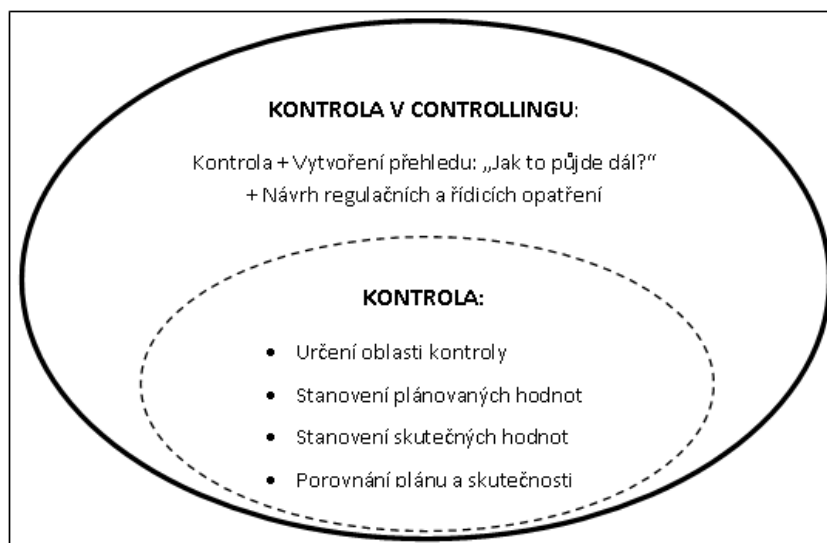 KONTROLA V CONTROLLINGU:
Kontrola + Vytvoření přehledu: „Jak to půjde dál?“
+ Návrh regulačních a řídicích opatření
KONTROLA:
• Určení oblasti kontroly
• Stanovení plánovaných hodnot
• Stanovení skutečných hodnot
• Porovnání plánu a skutečnosti